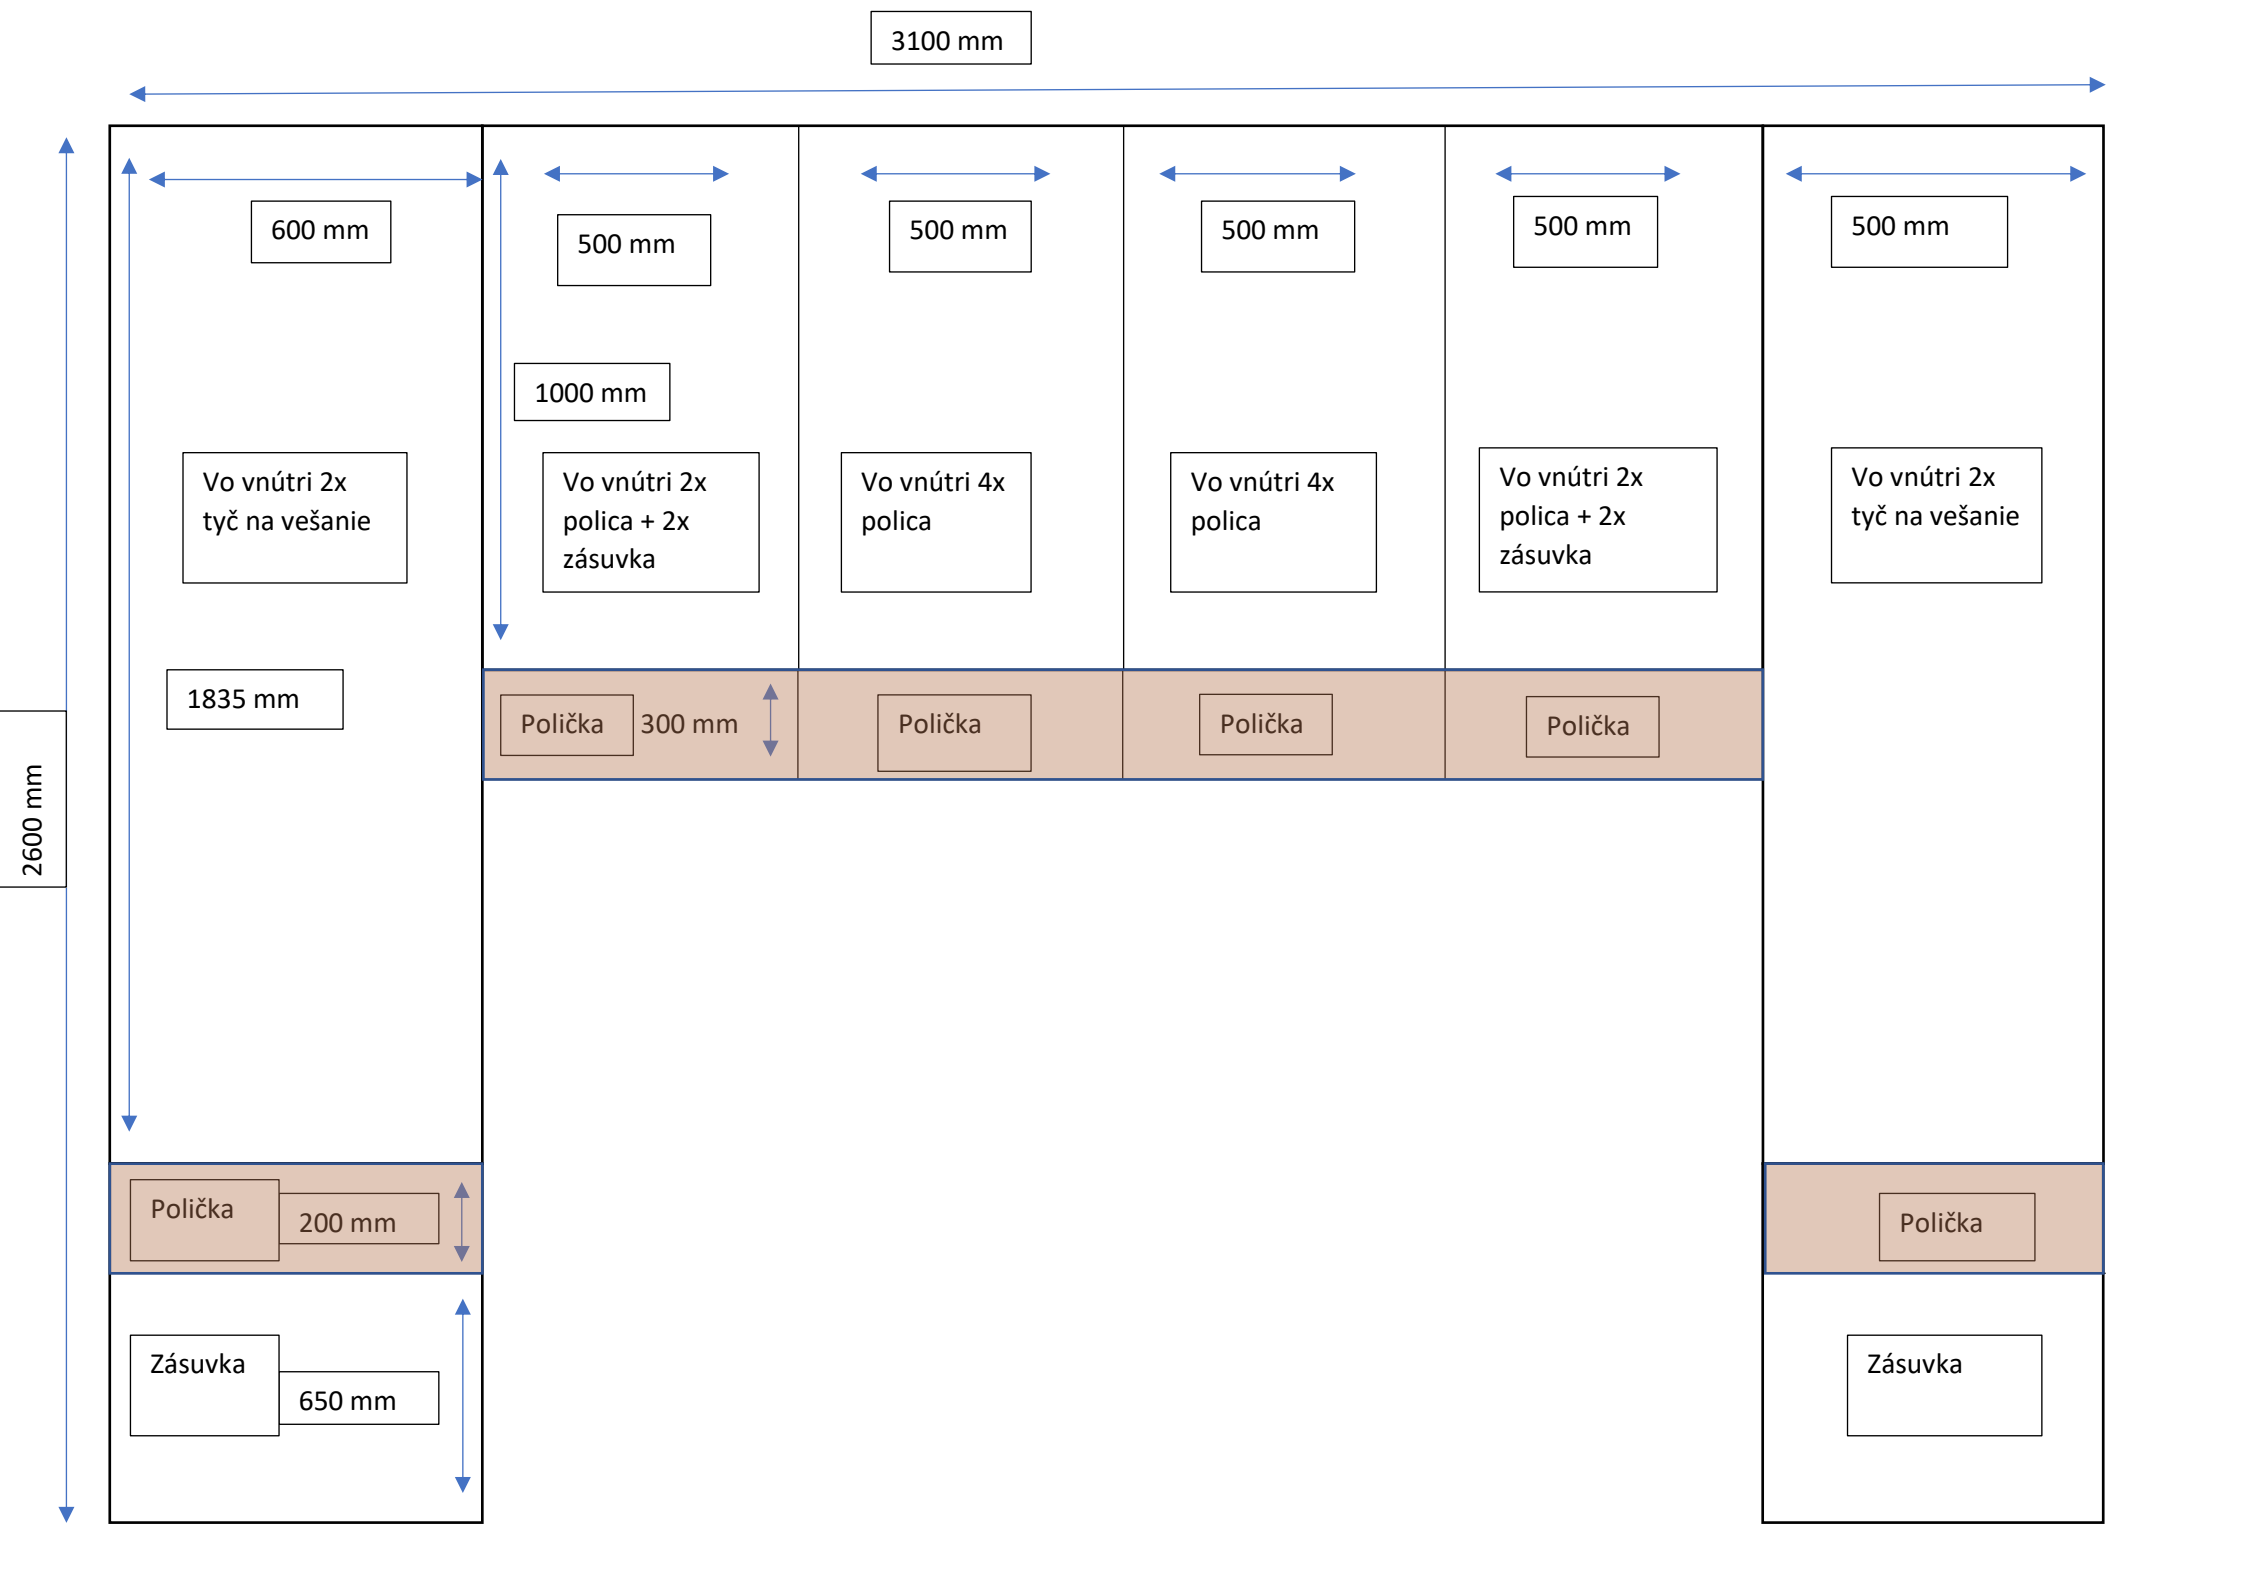 3100 mm
600 mm
500 mm
500 mm
500 mm
500 mm
500 mm
1000 mm
Vo vnútri 2x
tyč na vešanie
Vo vnútri 2x
polica + 2x
zásuvka
Vo vnútri 4x
polica
Vo vnútri 4x
polica
Vo vnútri 2x
polica + 2x
zásuvka
Vo vnútri 2x
tyč na vešanie
1835 mm
Polička
300 mm
Polička
Polička
Polička
2600 mm
Polička
200 mm
Polička
Zásuvka
650 mm
Zásuvka